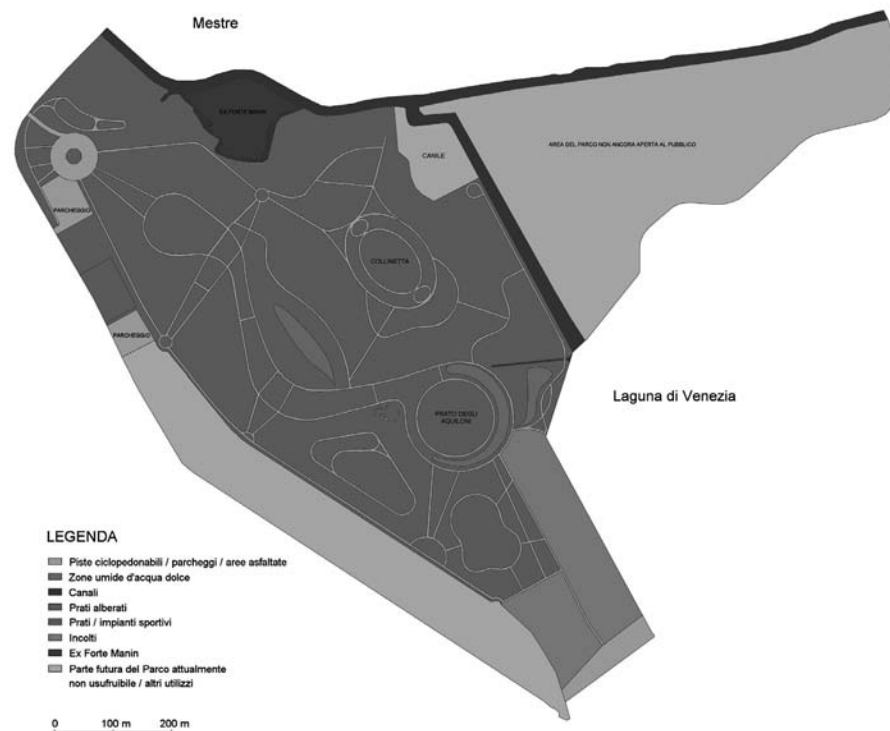 Mestre
EX FORTE MANIN
CANILE
AREA DEL PARCO NON ANCORA APERTA AL PUBBLICO
PARCHEGGIO
COLLINETTA
PARCHEGGIO
Laguna di Venezia
PRATO DEGLI
AQUILONI
LEGENDA
Piste ciclopedonabili / parcheggi / aree asfaltate
Zone umide d'acqua dolce
Canali
Prati alberati
Prati / impianti sportivi
Incolti
Ex Forte Manin
Parte futura del Parco attualmente
non usufruibile / altri utilizzi
0 100 m 200 m